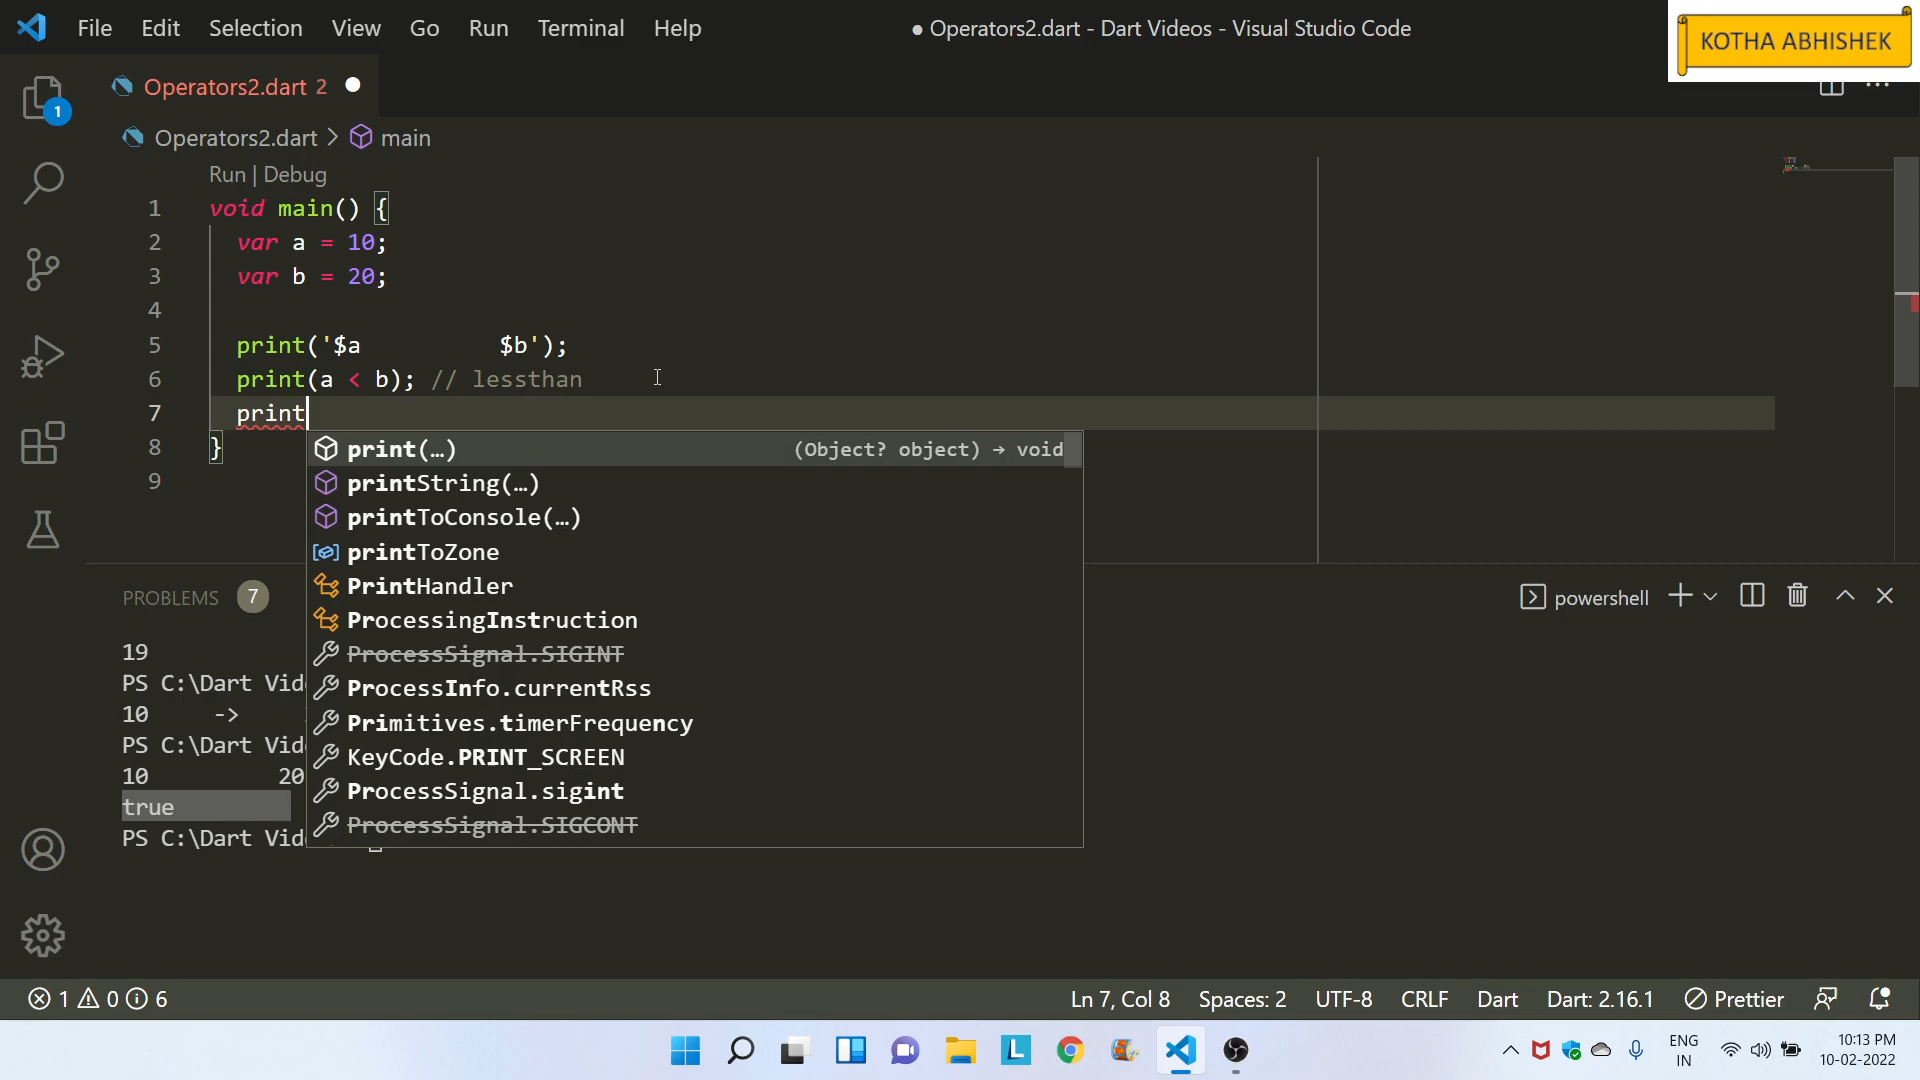 File Edit Selection View Go Run Terminal Help ● Operators2.dart - Dart Videos - Visual Studio Code
KOTHA ABHISHEK
1
Operators2.dart 2 ●
Operators2.dart > main
Run | Debug
1 void main() {
2 var a = 10;
3 var b = 20;
4
5 print('$a          $b');
6 print(a < b); // lessthan
7 print
8 }
9
print(…) (Object? object) → void
printString(…)
printToConsole(…)
printToZone
PrintHandler
ProcessingInstruction
ProcessSignal.SIGINT
ProcessInfo.currentRss
Primitives.timerFrequency
KeyCode.PRINT_SCREEN
ProcessSignal.sigint
ProcessSignal.SIGCONT
PROBLEMS 7
powershell
19
PS C:\Dart Vid
10     ->
PS C:\Dart Vid
10          20
true
PS C:\Dart Vid
1 0 6 Ln 7, Col 8 Spaces: 2 UTF-8 CRLF Dart Dart: 2.16.1 Prettier
L
ENG
IN
10:13 PM
10-02-2022